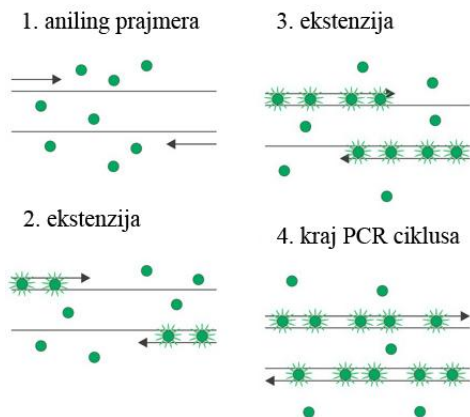 1. aniling prajmera
2. ekstenzija
3. ekstenzija
4. kraj PCR ciklusa